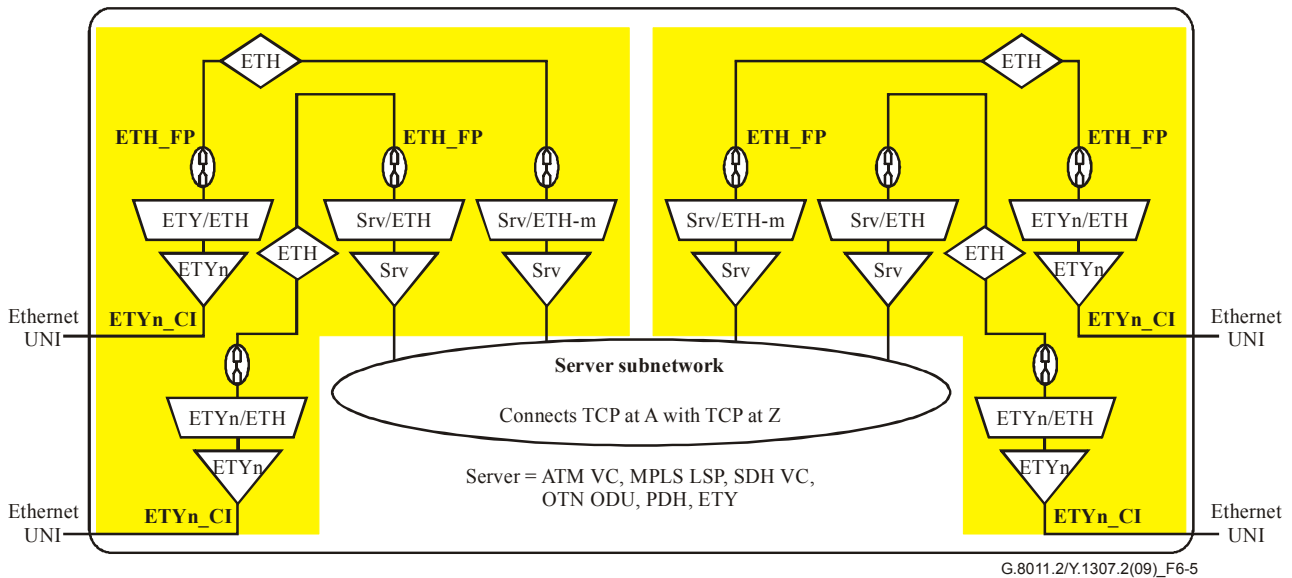 ETH
ETH
ETH_FP
ETH_FP
ETH_FP
ETH_FP
ETY/ETH
Srv/ETH
Srv/ETH-m
Srv/ETH-m
Srv/ETH
ETYn/ETH
ETH
ETH
ETYn
Srv
Srv
Srv
Srv
ETYn
Ethernet
UNI
ETYn_CI
ETYn_CI
Ethernet
UNI
Server subnetwork
Connects TCP at A with TCP at Z
ETYn/ETH
ETYn/ETH
ETYn
ETYn
Server = ATM VC, MPLS LSP, SDH VC,
OTN ODU, PDH, ETY
Ethernet
UNI
ETYn_CI
ETYn_CI
Ethernet
UNI
G.8011.2/Y.1307.2(09)_F6-5